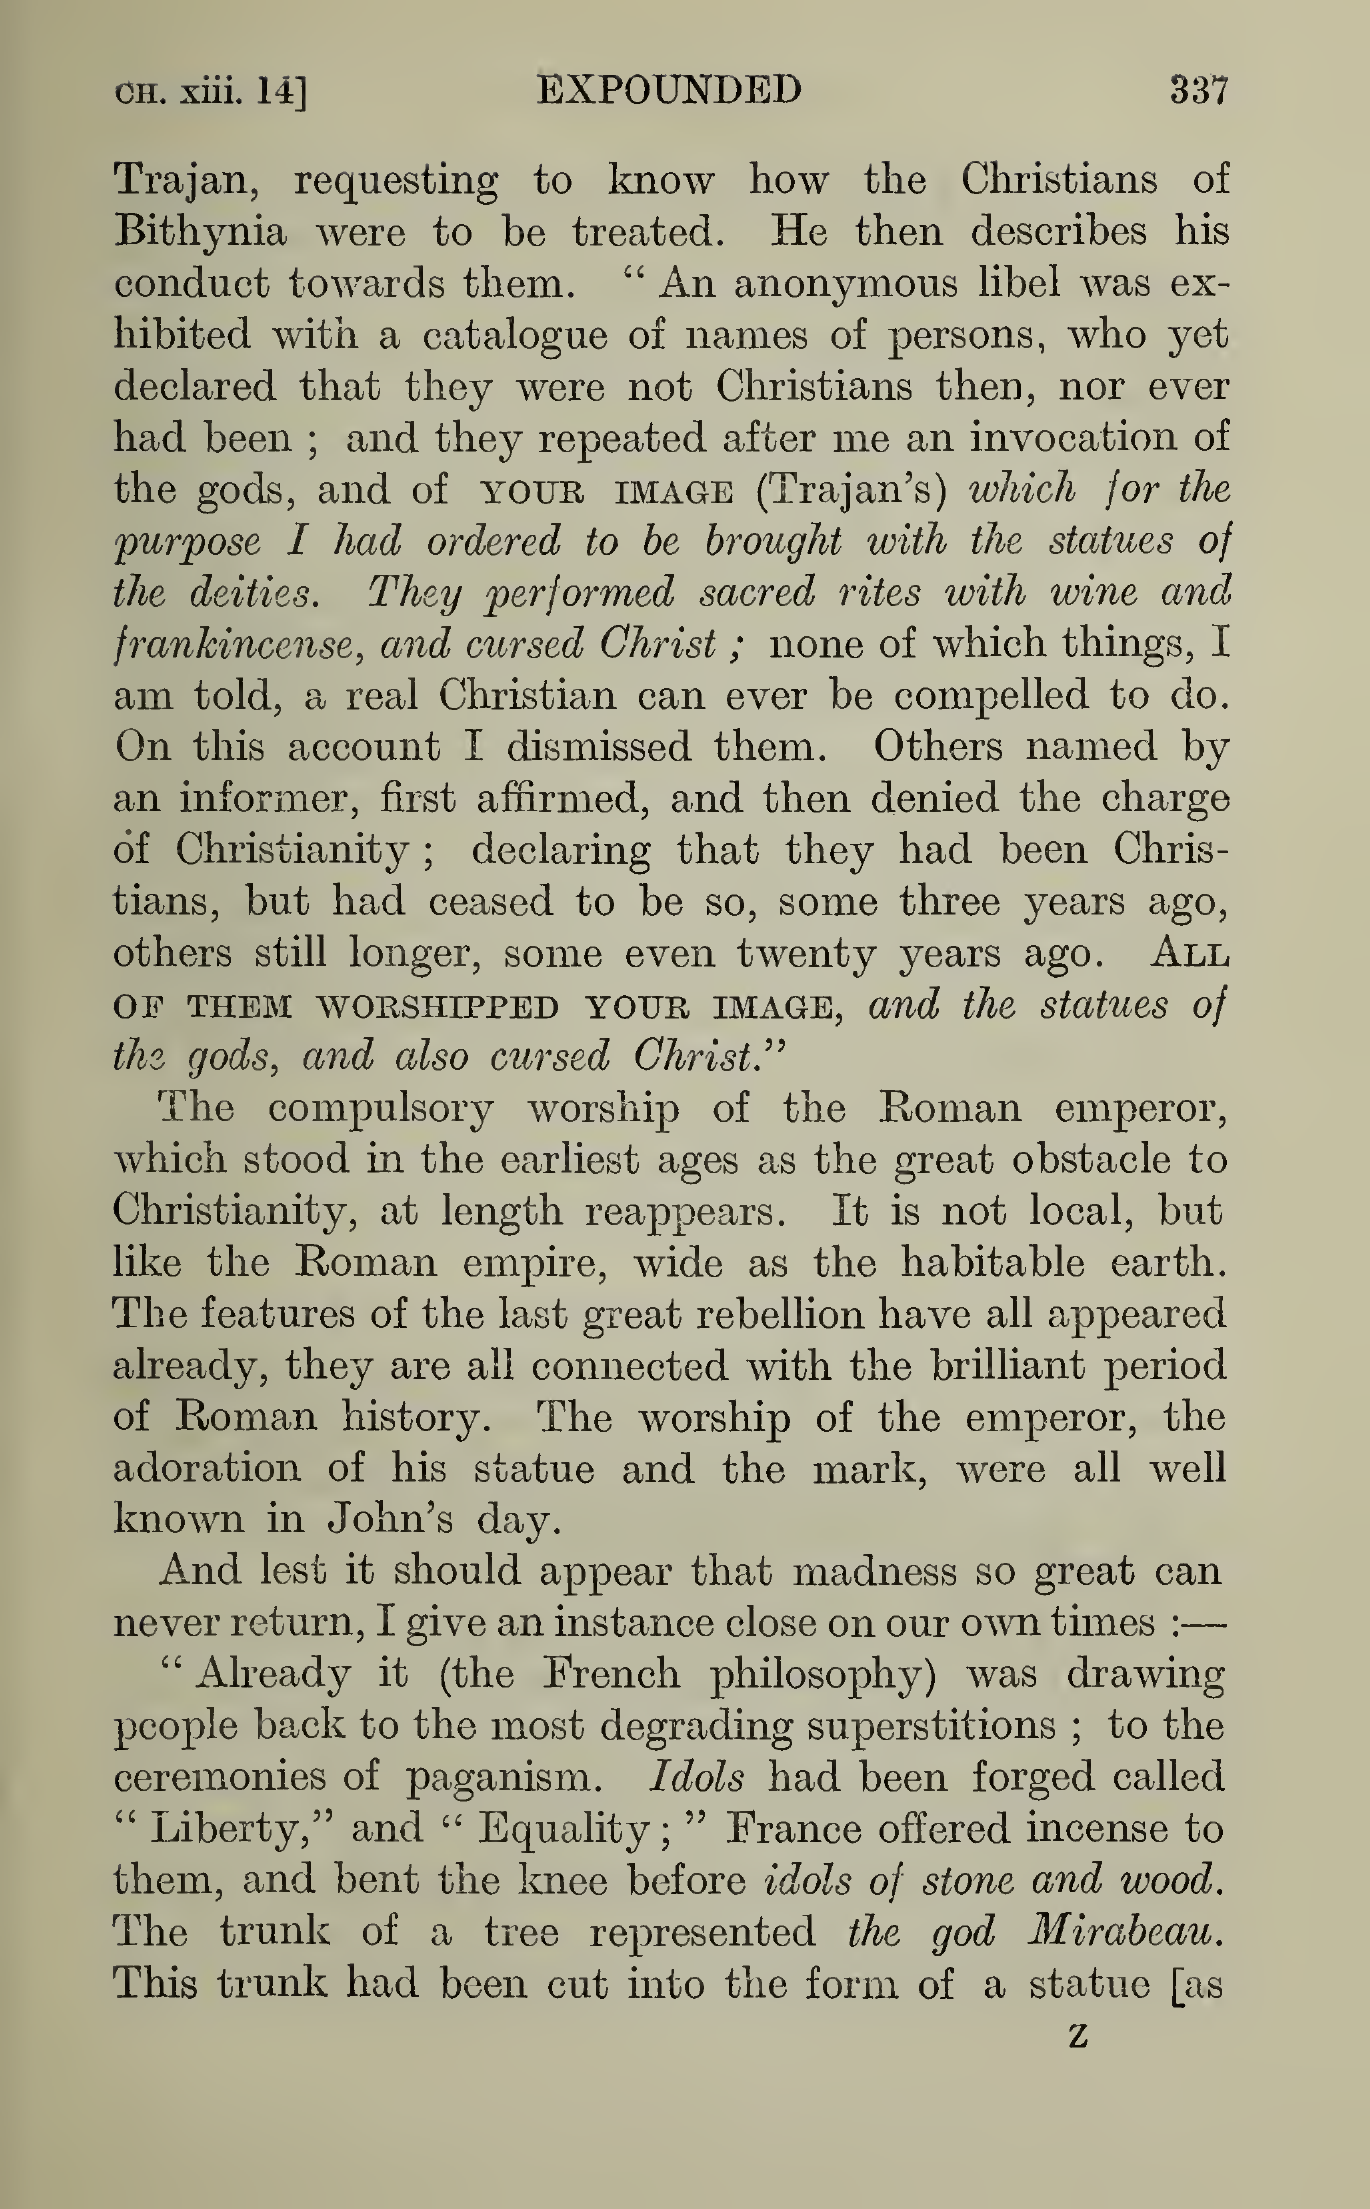 CH. xiii. 14] EXPOUNDED 337
Trajan, requesting to know how the Christians of
Bithynia were to be treated. He then describes his
conduct towards them. “ An anonymous libel was ex-
hibited with a catalogue of names of persons, who yet
declared that they were not Christians then, nor ever
had been ; and they repeated after me an invocation of
the gods, and of YOUR IMAGE (Trajan’s) which for the
purpose I had ordered to be brought with the statues of
the deities. They performed sacred rites with wine and
frankincense, and cursed Christ ; none of which things, I
am told, a real Christian can ever be compelled to do.
On this account I dismissed them. Others named by
an informer, first affirmed, and then denied the charge
of Christianity ; declaring that they had been Chris-
tians, but had ceased to be so, some three years ago,
others still longer, some even twenty years ago. ALL
OF THEM WORSHIPPED YOUR IMAGE, and the statues of
the gods, and also cursed Christ.”
The compulsory worship of the Roman emperor,
which stood in the earliest ages as the great obstacle to
Christianity, at length reappears. It is not local, but
like the Roman empire, wide as the habitable earth.
The features of the last great rebellion have all appeared
already, they are all connected with the brilliant period
of Roman history. The worship of the emperor, the
adoration of his statue and the mark, were all well
known in John’s day.
And lest it should appear that madness so great can
never return, I give an instance close on our own times :—
“ Already it (the French philosophy) was drawing
people back to the most degrading superstitions ; to the
ceremonies of paganism. Idols had been forged called
“ Liberty,” and “ Equality ; ” France offered incense to
them, and bent the knee before idols of stone and wood.
The trunk of a tree represented the god Mirabeau.
This trunk had been cut into the form of a statue [as
Z